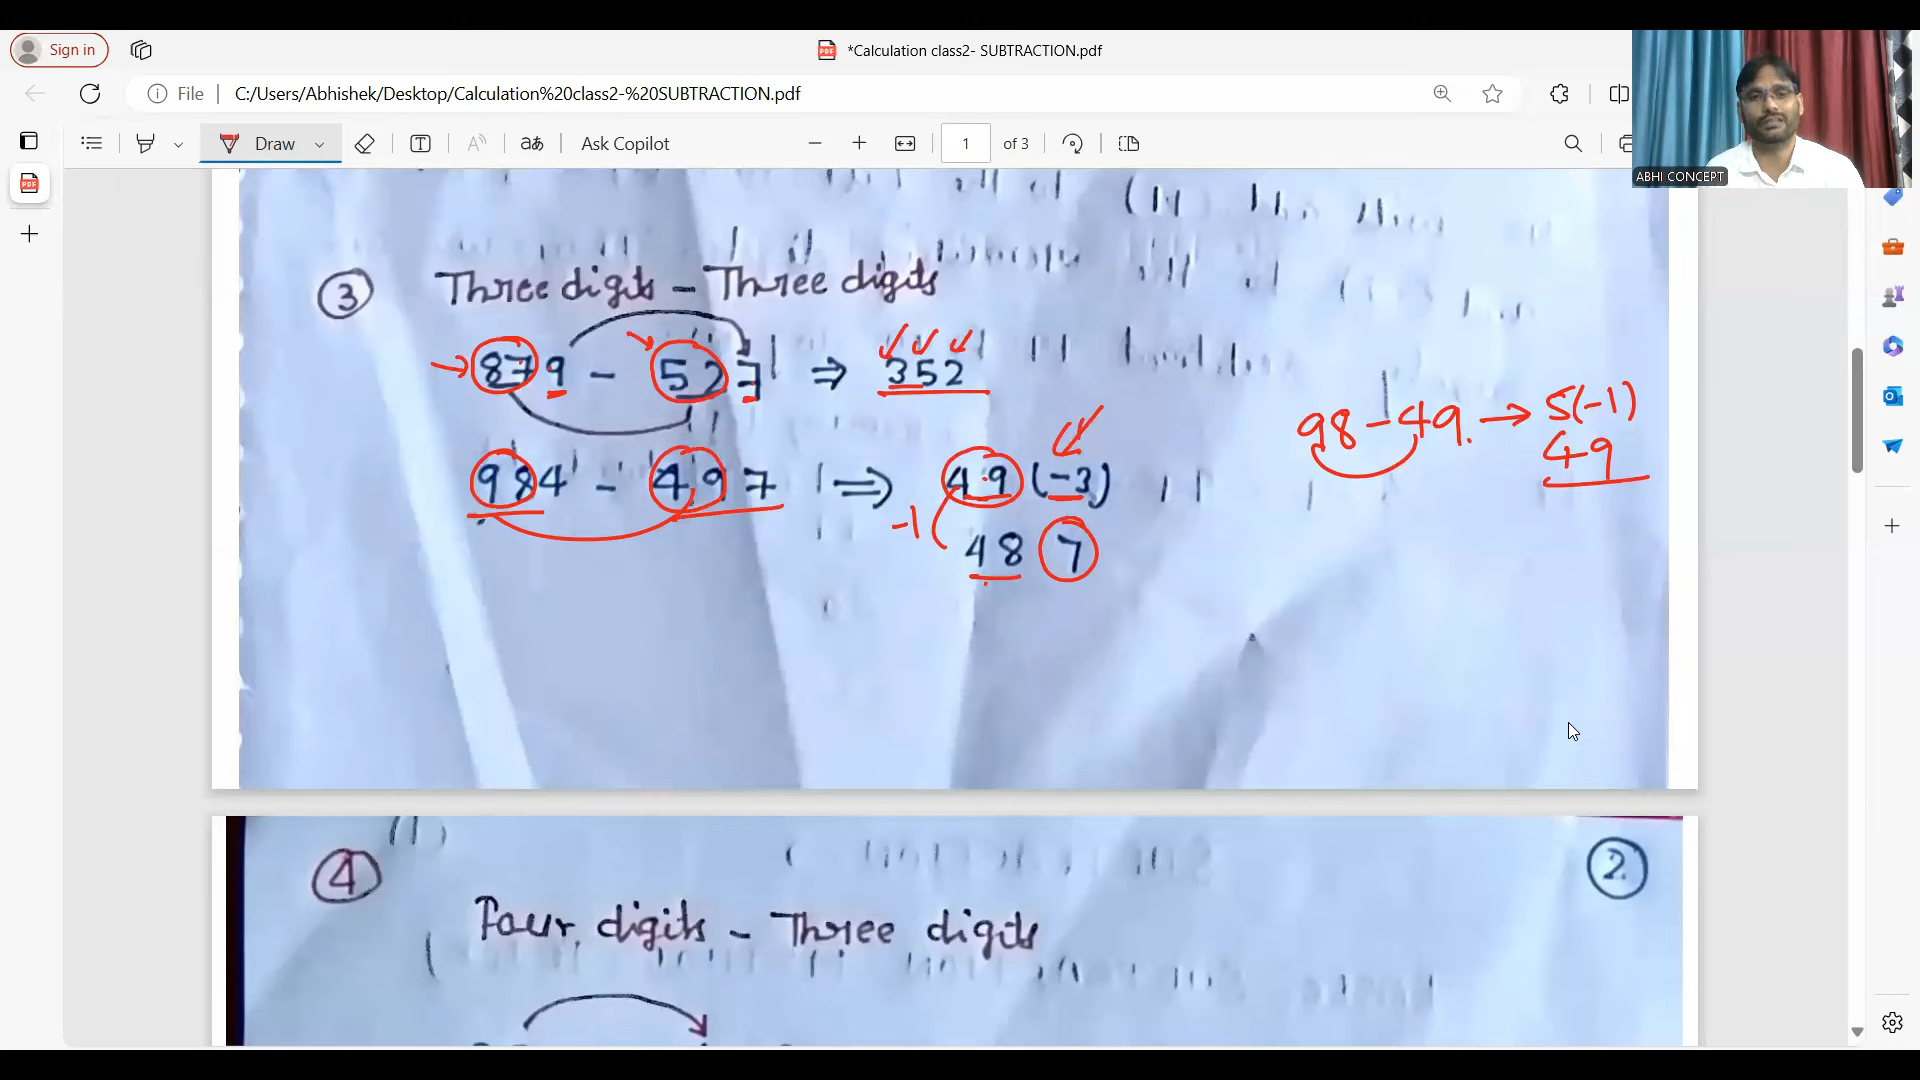 Sign in
*Calculation class2- SUBTRACTION.pdf
File
C:/Users/Abhishek/Desktop/Calculation%20class2-%20SUBTRACTION.pdf
Draw
Ask Copilot
1 of 3
ABHI CONCEPT
③ Three digits - Three digits
879 - 527 ⇒ 352
984 - 497 ⇒ 49 (-3)
-1
48 7
98 - 49. → 5(-1)
49
④
2
Four digits - Three digits